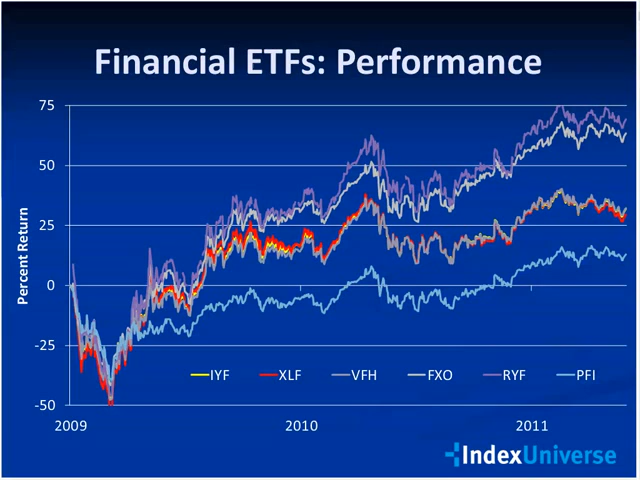 Financial ETFs: Performance
75
50
25
0
-25
-50
Percent Return
IYF XLF VFH FXO RYF PFI
2009 2010 2011
IndexUniverse